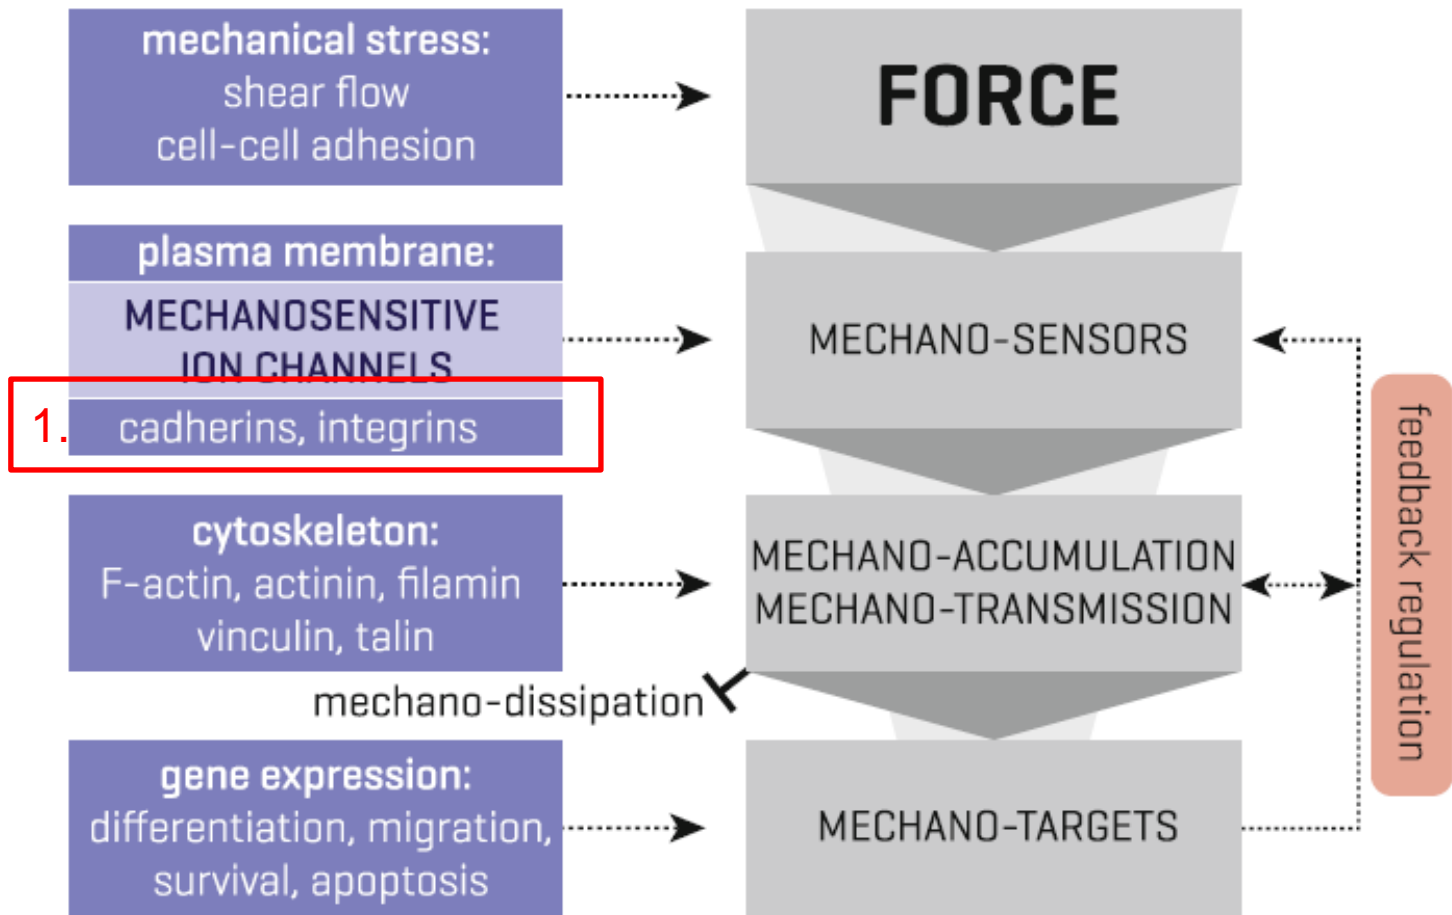 mechanical stress:
shear flow
cell-cell adhesion
FORCE
plasma membrane:
MECHANOSENSITIVE
ION CHANNELS
1. cadherins, integrins
MECHANO-SENSORS
cytoskeleton:
F-actin, actinin, filamin
vinculin, talin
MECHANO-ACCUMULATION
MECHANO-TRANSMISSION
mechano-dissipation
gene expression:
differentiation, migration,
survival, apoptosis
MECHANO-TARGETS
feedback regulation